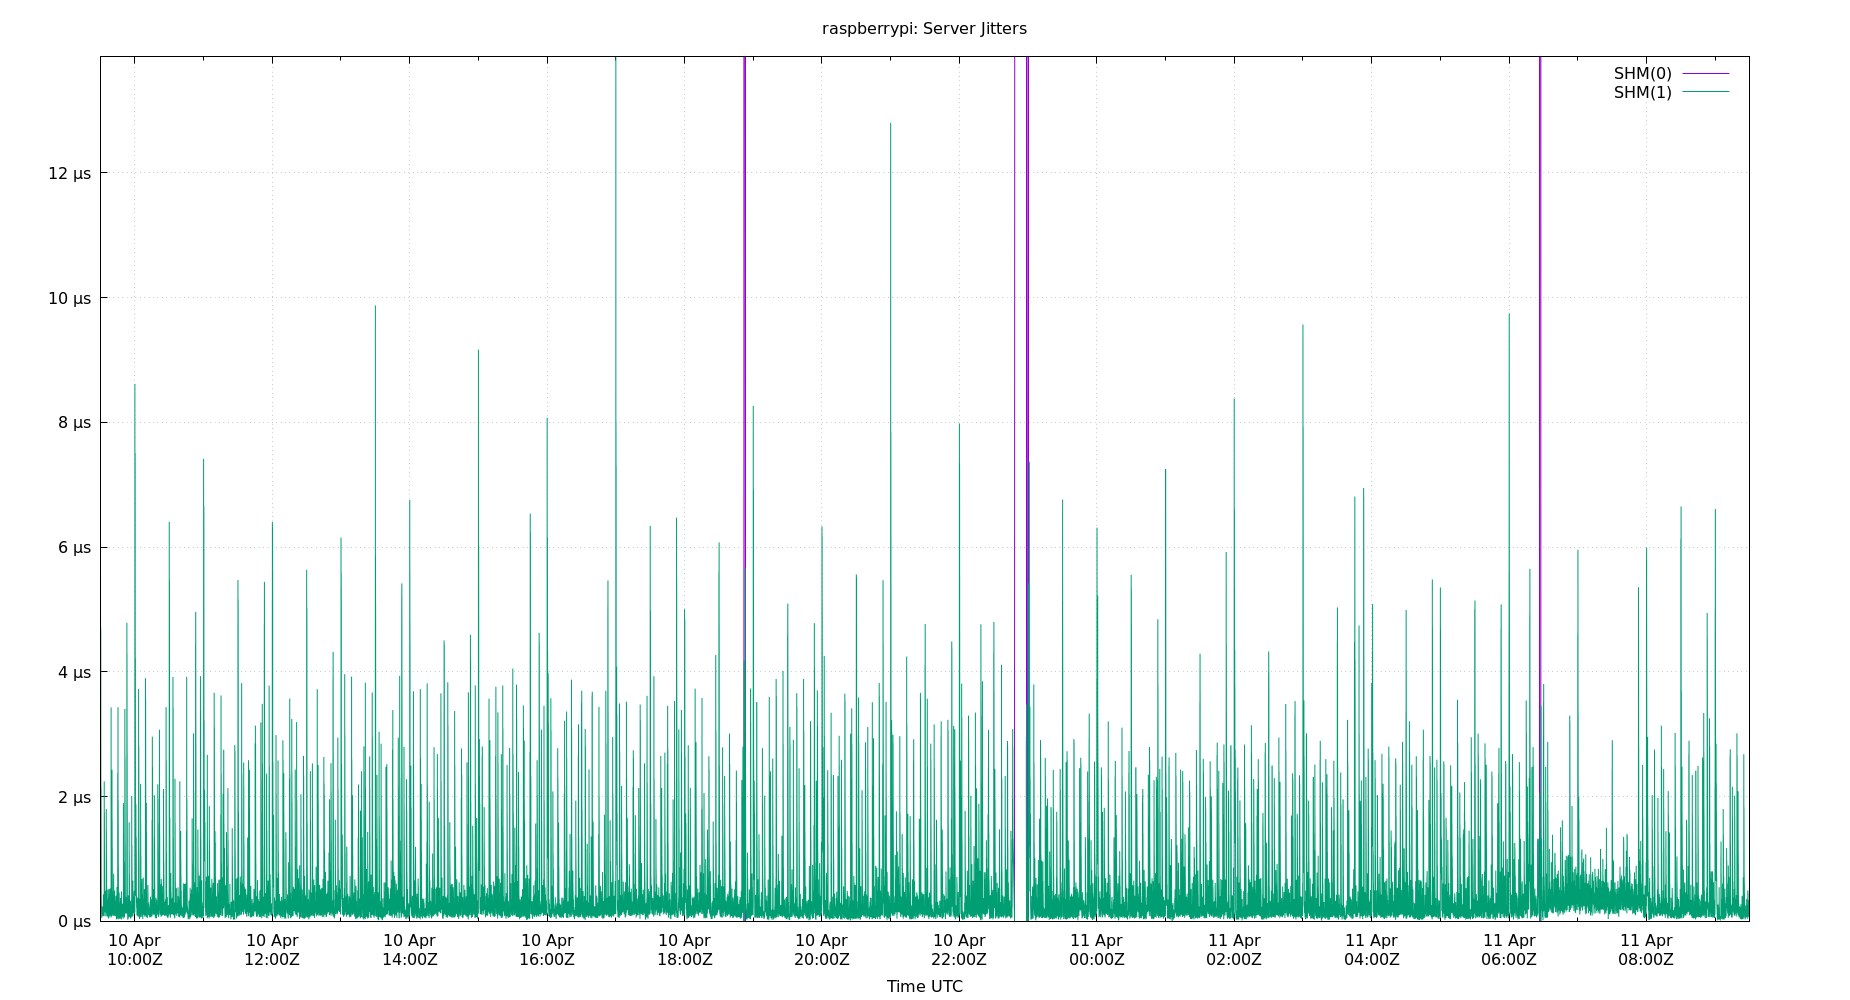 raspberrypi: Server Jitters
SHM(0)
SHM(1)
12 µs
10 µs
8 µs
6 µs
4 µs
2 µs
0 µs
10 Apr 10 Apr 10 Apr 10 Apr 10 Apr 10 Apr 10 Apr 11 Apr 11 Apr 11 Apr 11 Apr 11 Apr
10:00Z 12:00Z 14:00Z 16:00Z 18:00Z 20:00Z 22:00Z 00:00Z 02:00Z 04:00Z 06:00Z 08:00Z
Time UTC